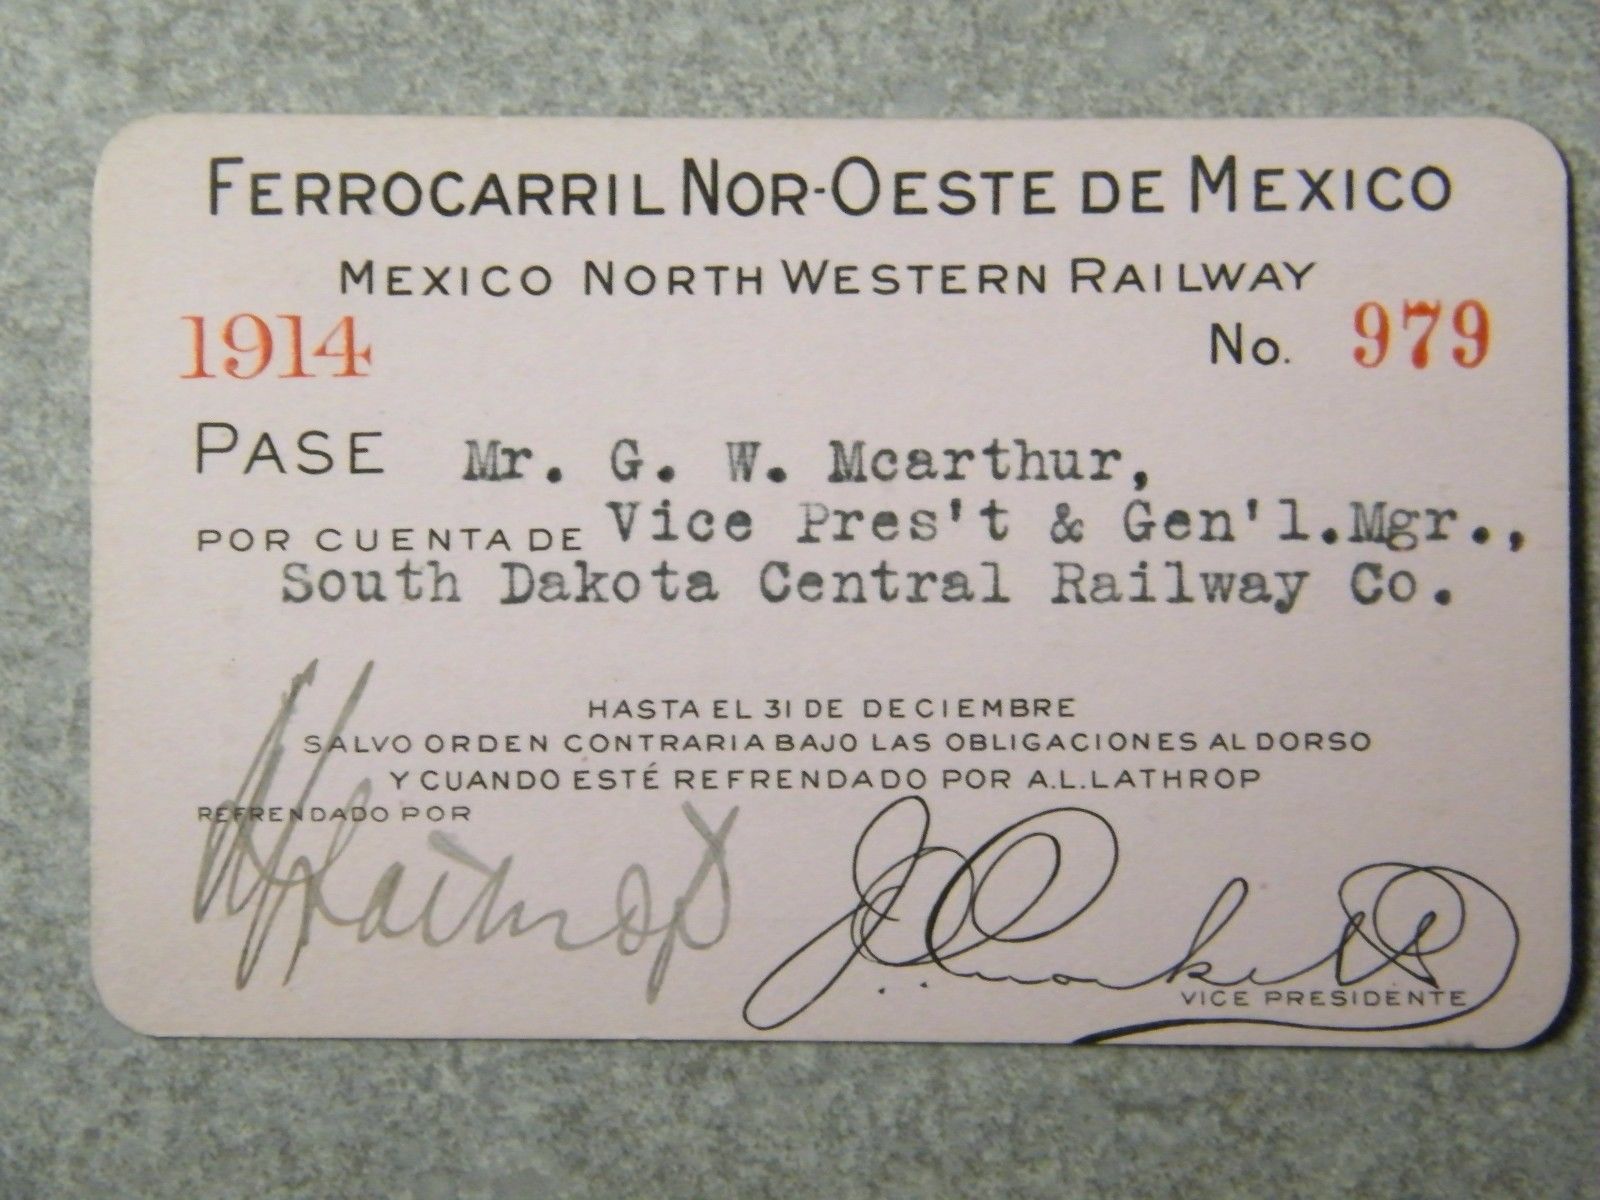 FERROCARRIL NOR-OESTE DE MEXICO
MEXICO NORTH WESTERN RAILWAY
1914 No. 979
PASE Mr. G. W. Mcarthur,
POR CUENTA DE Vice Pres't & Gen'l.Mgr.,
South Dakota Central Railway Co.
HASTA EL 31 DE DECIEMBRE
SALVO ORDEN CONTRARIA BAJO LAS OBLIGACIONES AL DORSO
Y CUANDO ESTÉ REFRENDADO POR A.L.LATHROP
REFRENDADO POR
A L Lathrop
VICE PRESIDENTE